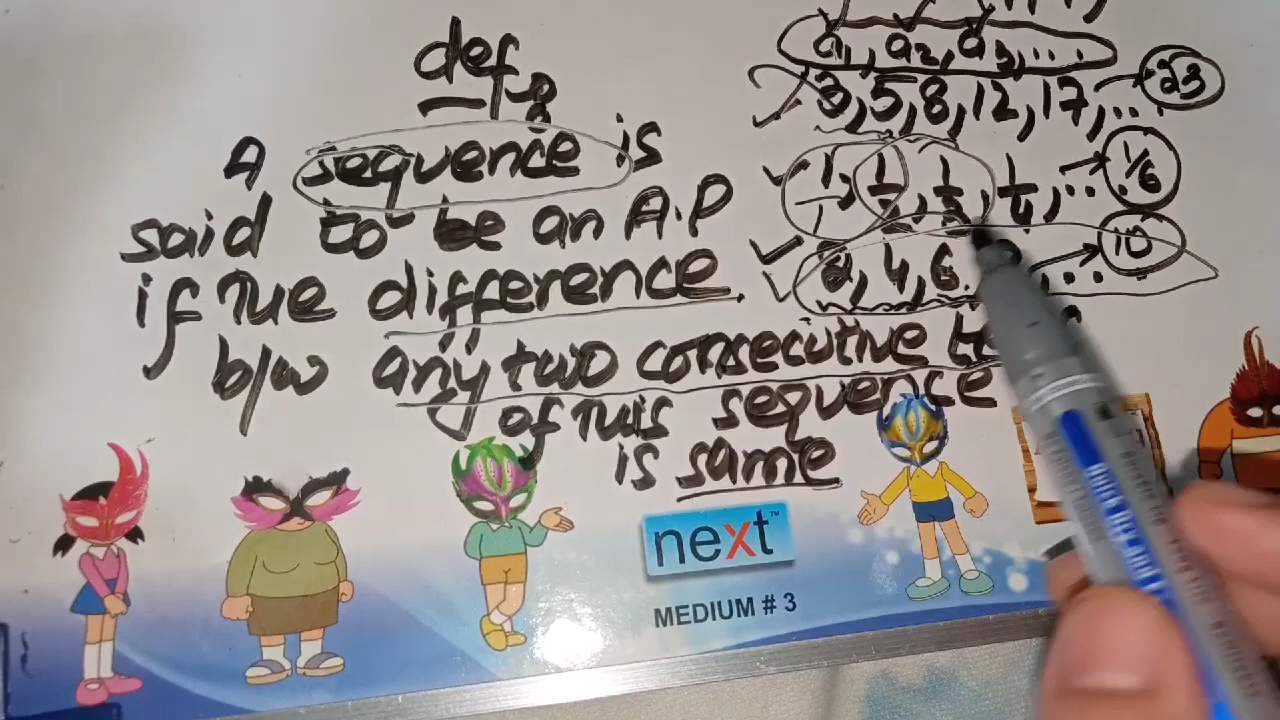 def:
A sequence is
said to be an A.P
if the difference
b/w any two consecutive
of this sequence
is same
a1, a2, a3, ...
3, 5, 8, 12, 17, ... → 23
1/1, 1/2, 1/3, 1/4, ... → 1/6
2, 4, 6, ... → 10
next™
MEDIUM # 3